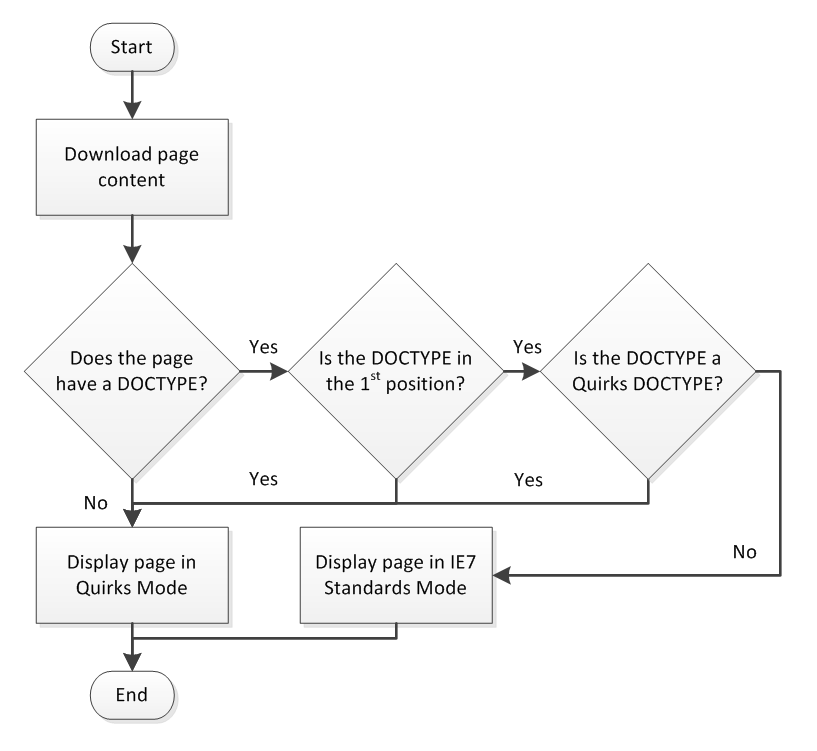 Start
Download page
content
Does the page
have a DOCTYPE?
Yes
Is the DOCTYPE in
the 1st position?
Yes
Is the DOCTYPE a
Quirks DOCTYPE?
No
Yes
Yes
No
Display page in
Quirks Mode
Display page in IE7
Standards Mode
End